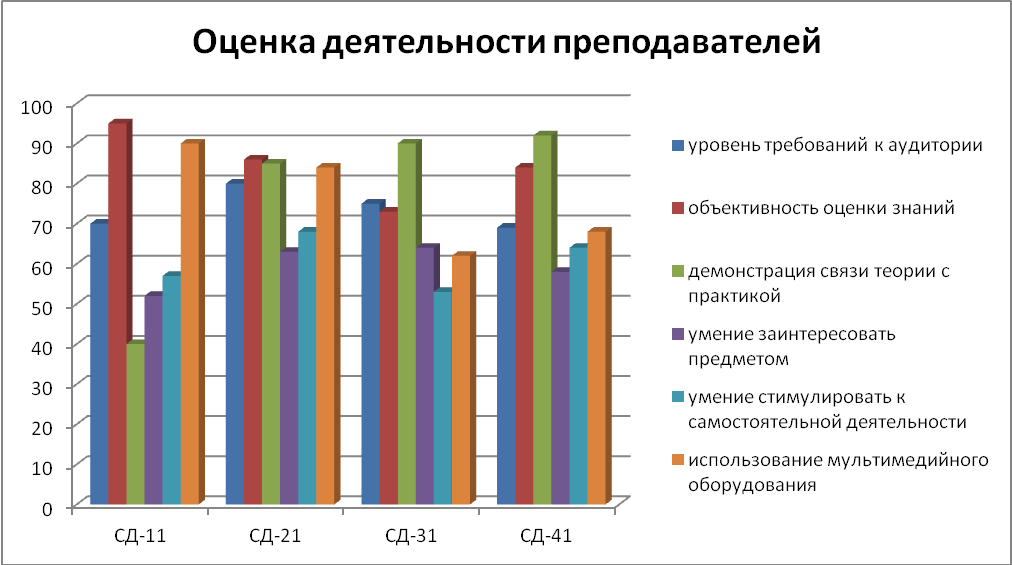 Оценка деятельности преподавателей
100
90
80
70
60
50
40
30
20
10
0
СД-11
СД-21
СД-31
СД-41
уровень требований к аудитории
объективность оценки знаний
демонстрация связи теории с
практикой
умение заинтересовать
предметом
умение стимулировать к
самостоятельной деятельности
использование мультимедийного
оборудования